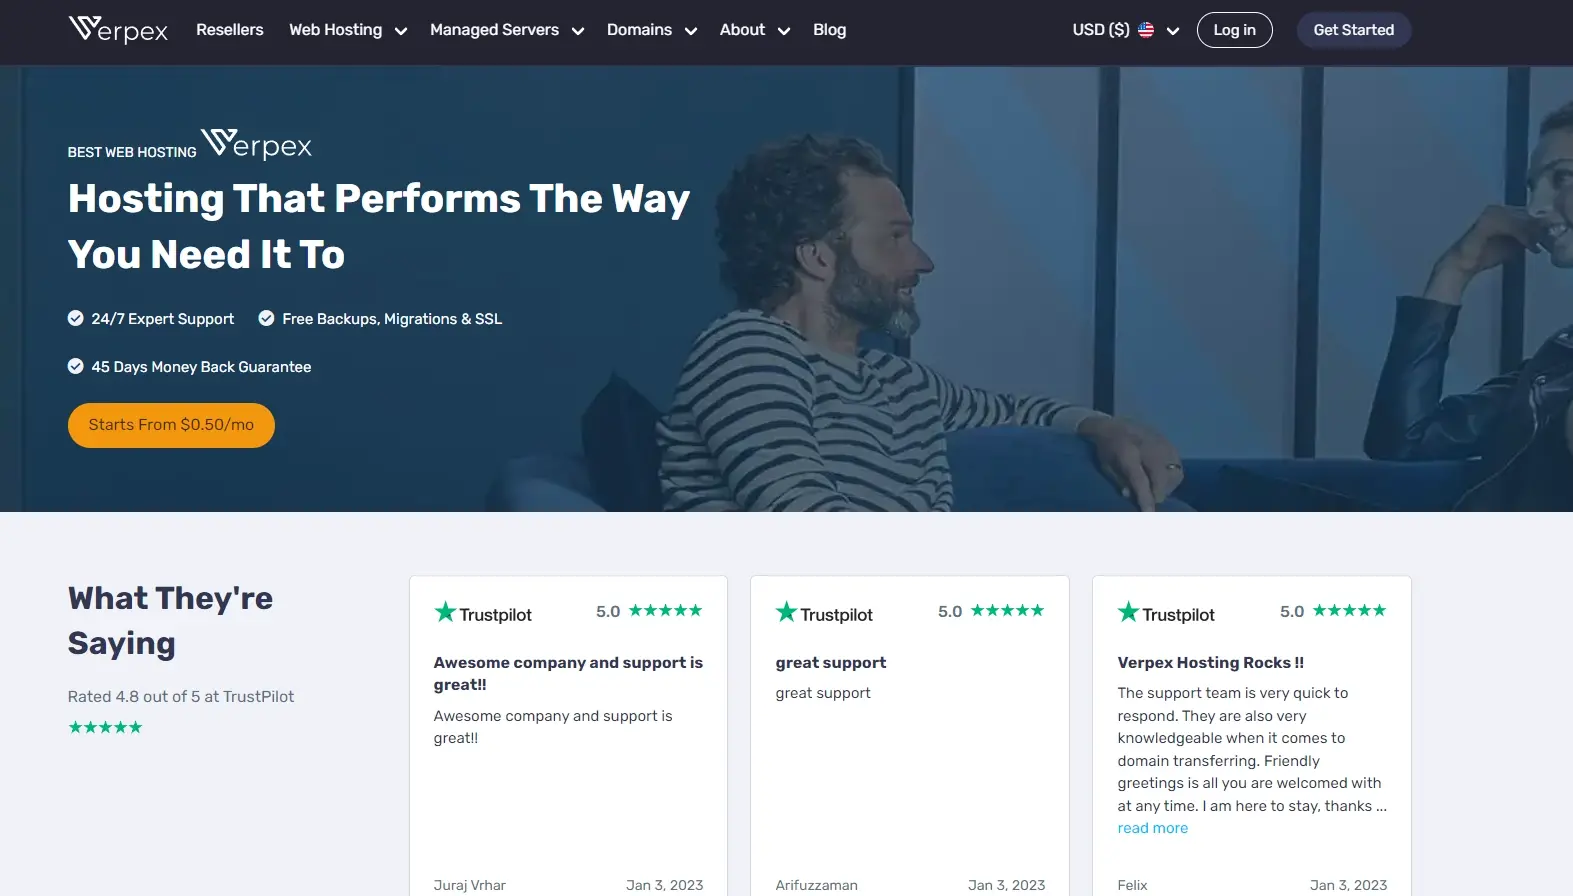 Verpex
Resellers
Web Hosting
Managed Servers
Domains
About
Blog
USD ($)
Log in
Get Started
BEST WEB HOSTING Verpex
Hosting That Performs The Way
You Need It To
24/7 Expert Support
Free Backups, Migrations & SSL
45 Days Money Back Guarantee
Starts From $0.50/mo
What They're
Saying
Rated 4.8 out of 5 at TrustPilot
Trustpilot
5.0
Awesome company and support is
great!!
Awesome company and support is
great!!
Juraj Vrhar
Jan 3, 2023
Trustpilot
5.0
great support
great support
Arifuzzaman
Jan 3, 2023
Trustpilot
5.0
Verpex Hosting Rocks !!
The support team is very quick to
respond. They are also very
knowledgeable when it comes to
domain transferring. Friendly
greetings is all you are welcomed with
at any time. I am here to stay, thanks ...
read more
Felix
Jan 3, 2023